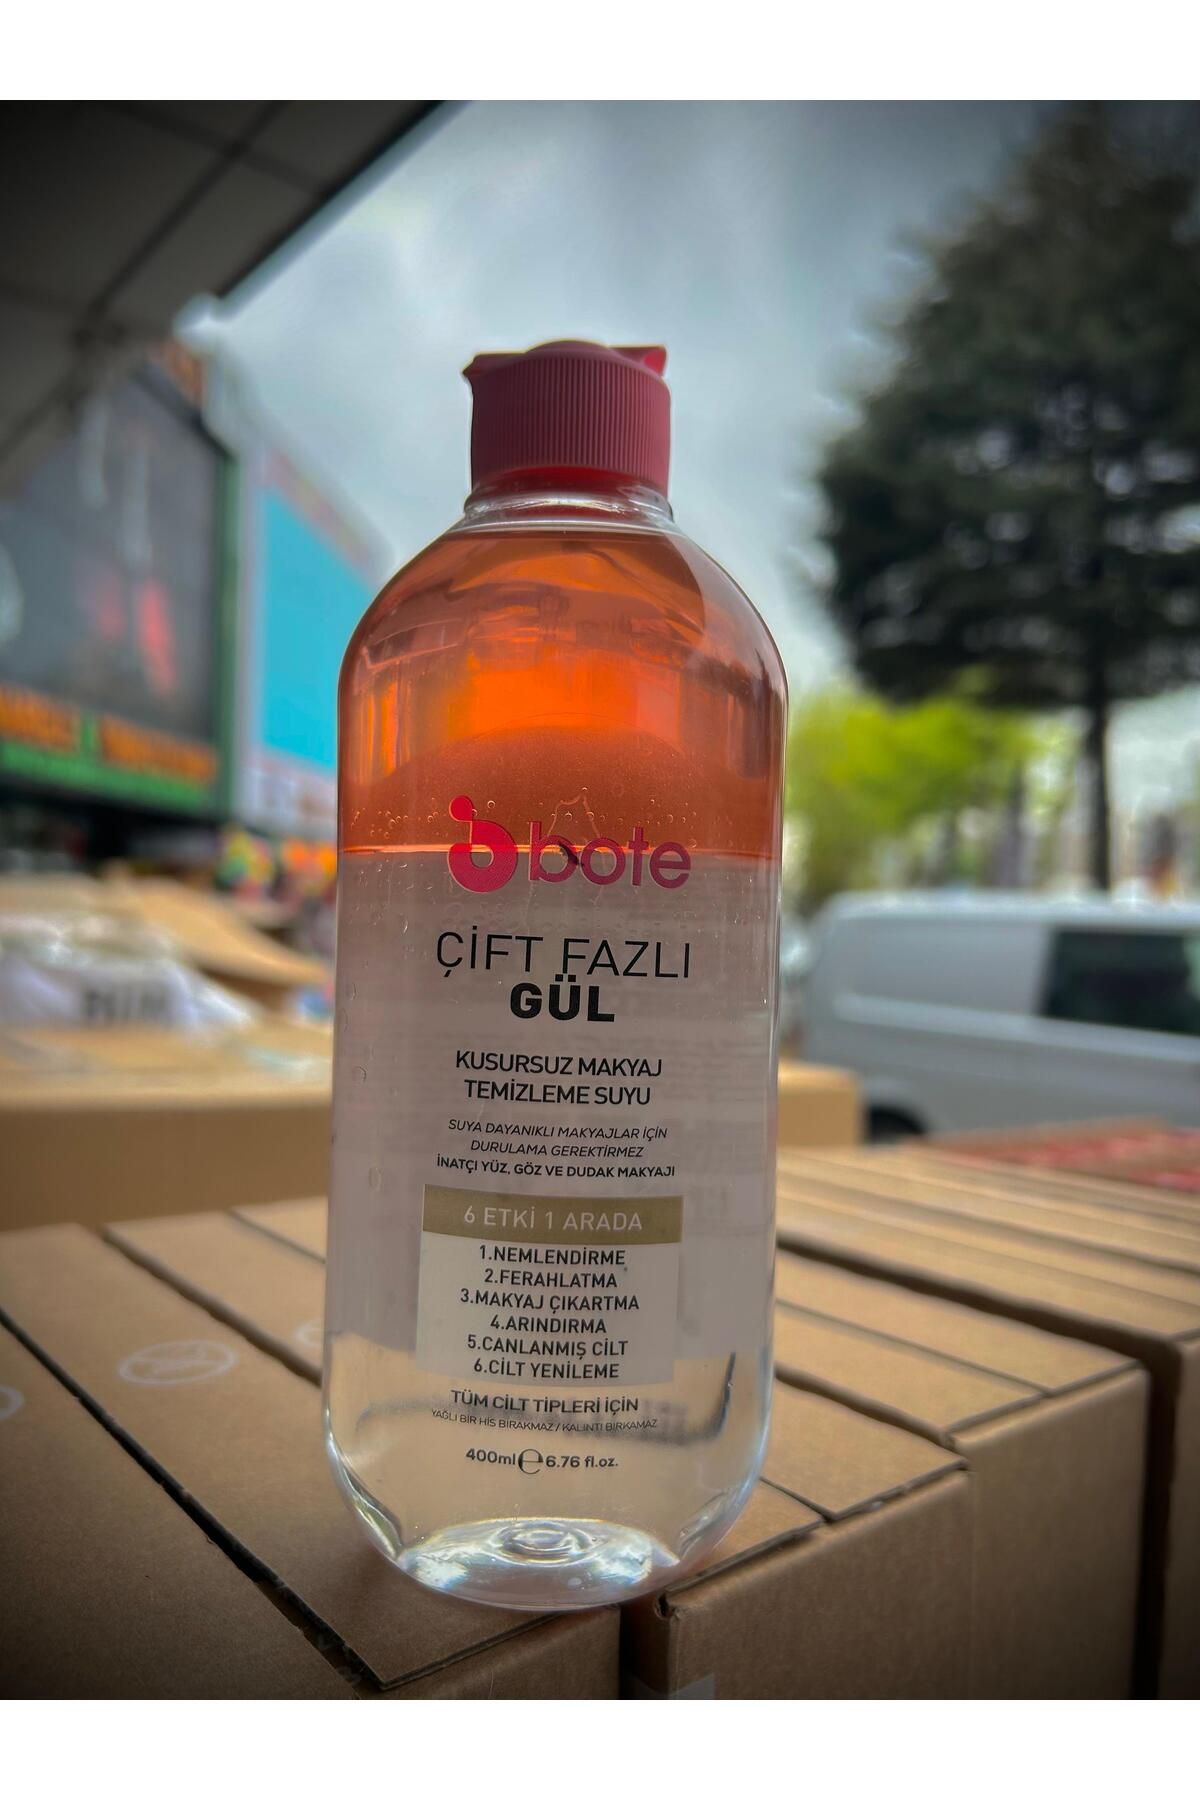 bote
ÇİFT FAZLI
GÜL
KUSURSUZ MAKYAJ
TEMİZLEME SUYU
SUYA DAYANIKLI MAKYAJLAR İÇİN
DURULAMA GEREKTİRMEZ
İNATÇI YÜZ, GÖZ VE DUDAK MAKYAJI
6 ETKİ 1 ARADA
1.NEMLENDİRME
2.FERAHLATMA
3.MAKYAJ ÇIKARTMA
4.ARINDIRMA
5.CANLANMIŞ CİLT
6.CİLT YENİLEME
TÜM CİLT TİPLERİ İÇİN
YAĞLI BİR HİS BIRAKMAZ / KALINTI BIRKAMAZ
400ml ℮ 6.76 fl.oz.